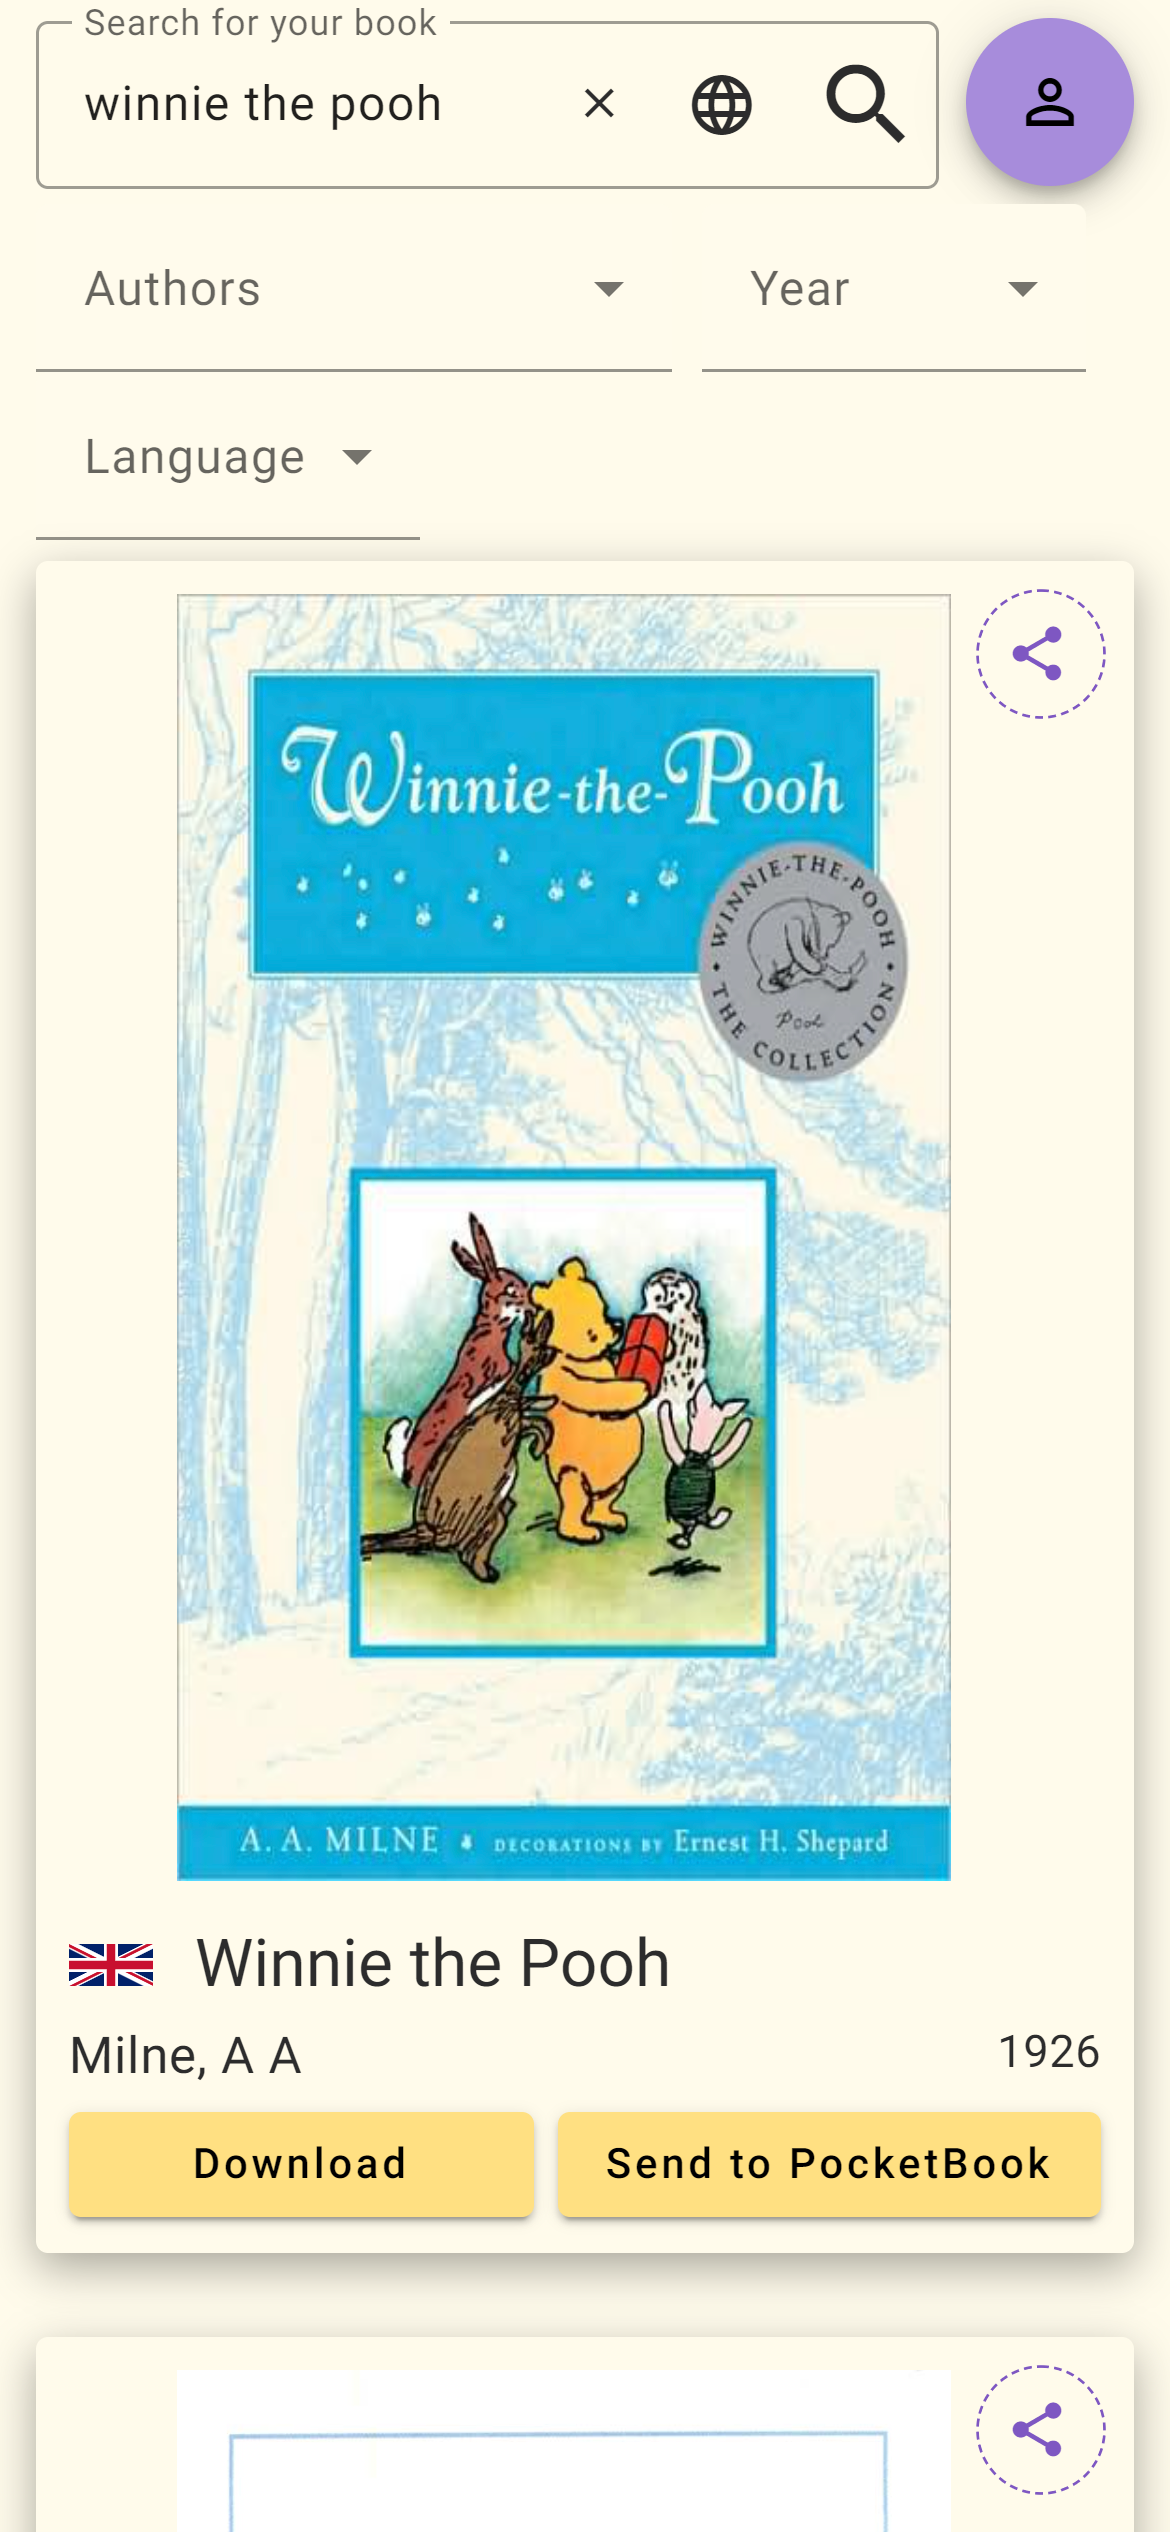 Search for your book
winnie the pooh
Authors
Year
Language
Winnie-the-Pooh
• WINNIE-THE-POOH • THE COLLECTION
Pooh
A. A. MILNE DECORATIONS BY Ernest H. Shepard
Winnie the Pooh
Milne, A A
1926
Download
Send to PocketBook